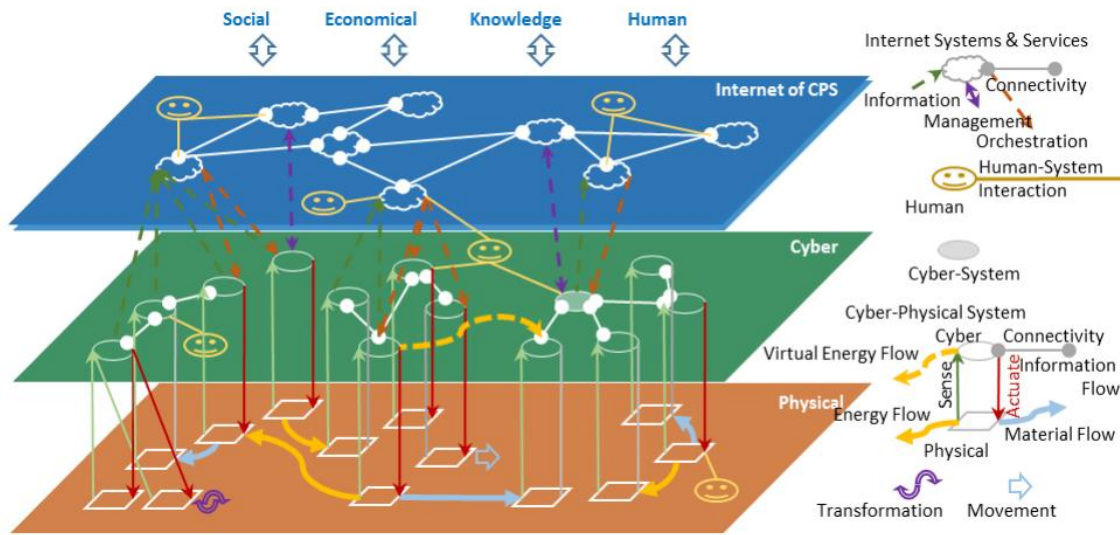 Social
Economical
Knowledge
Human
Internet of CPS
Cyber
Physical
Internet Systems & Services
Connectivity
Information
Management
Orchestration
Human-System
Interaction
Human
Cyber-System
Cyber-Physical System
Cyber
Connectivity
Virtual Energy Flow
Information
Flow
Sense
Actuate
Energy Flow
Material Flow
Physical
Transformation
Movement